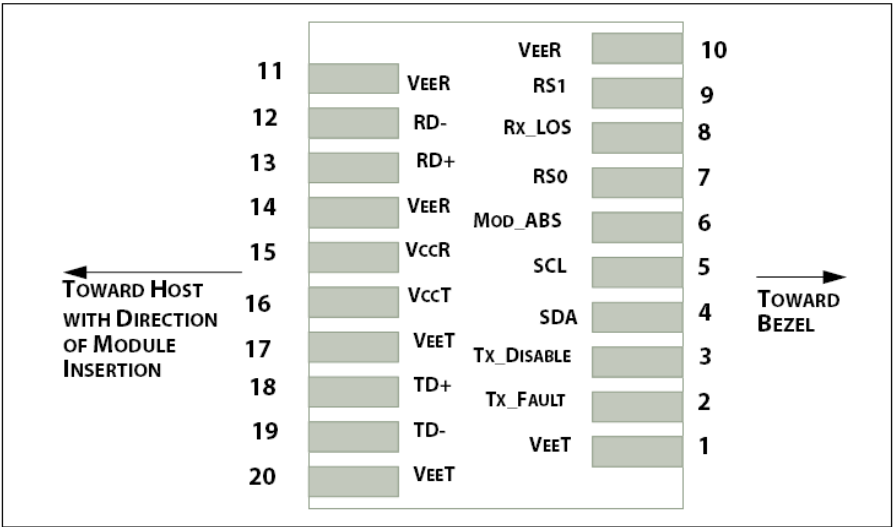 VEER 10
11 VEER
RS1 9
12 RD-
RX_LOS 8
13 RD+
RS0 7
14 VEER
MOD_ABS 6
15 VCCR
SCL 5
TOWARD HOST
WITH DIRECTION
OF MODULE
INSERTION
TOWARD
BEZEL
16 VCCT
SDA 4
17 VEET
TX_DISABLE 3
18 TD+
TX_FAULT 2
19 TD-
VEET 1
20 VEET